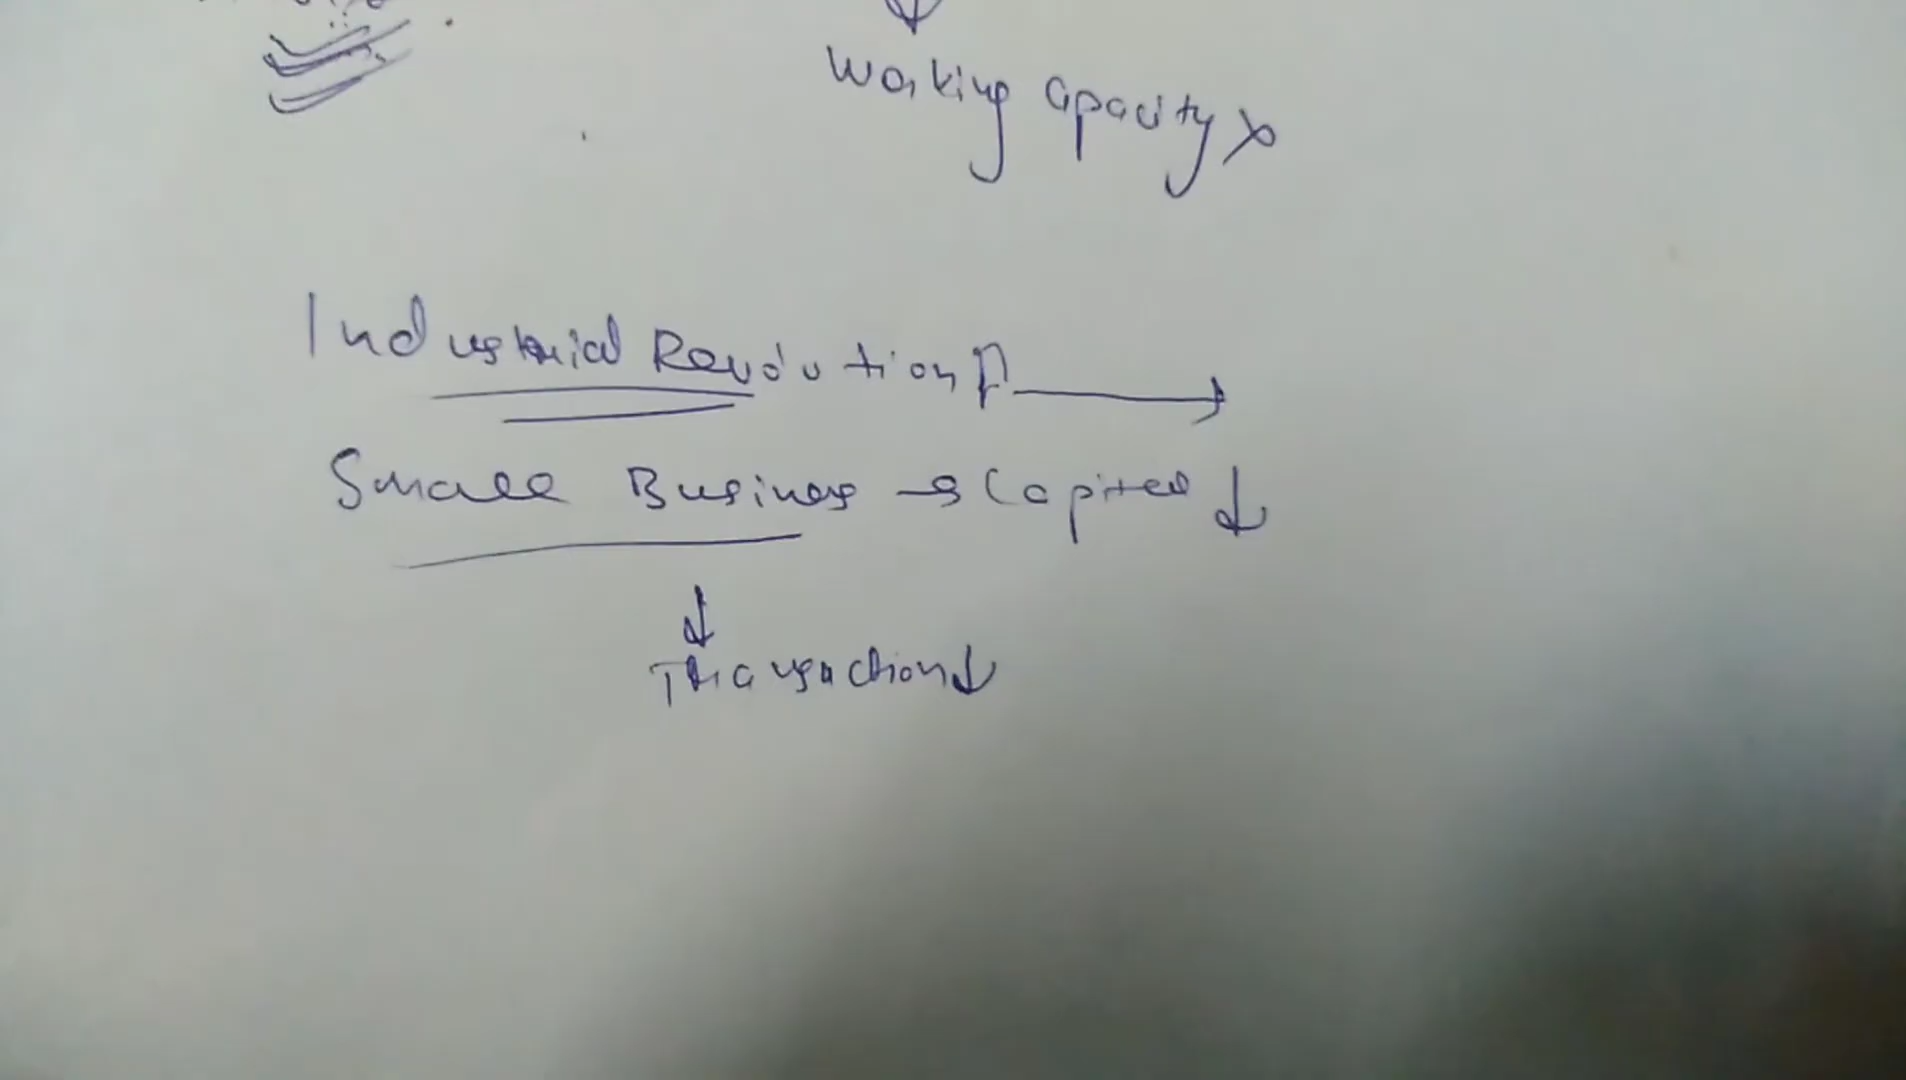 Working Capacity ×
Industrial Revolution ↑ →
Small Business → Capital ↓
↓
Transaction ↓